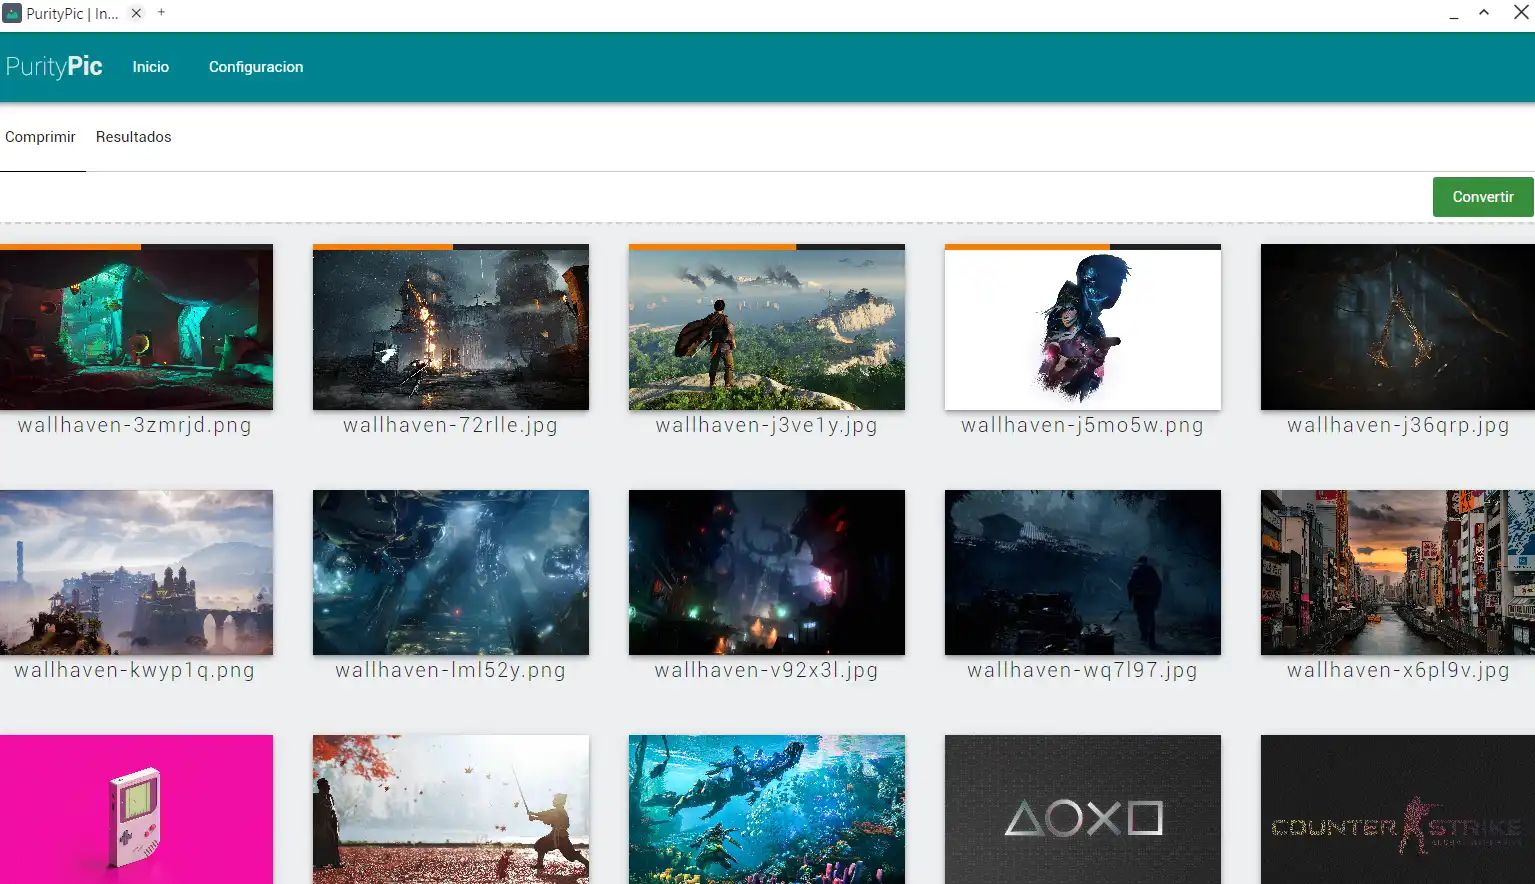 PurityPic | In...
PurityPic Inicio Configuracion
Comprimir Resultados
Convertir
wallhaven-3zmrjd.png
wallhaven-72rlle.jpg
wallhaven-j3ve1y.jpg
wallhaven-j5mo5w.png
wallhaven-j36qrp.jpg
wallhaven-kwyp1q.png
wallhaven-lml52y.png
wallhaven-v92x3l.jpg
wallhaven-wq7l97.jpg
wallhaven-x6pl9v.jpg
COUNTER STRIKE